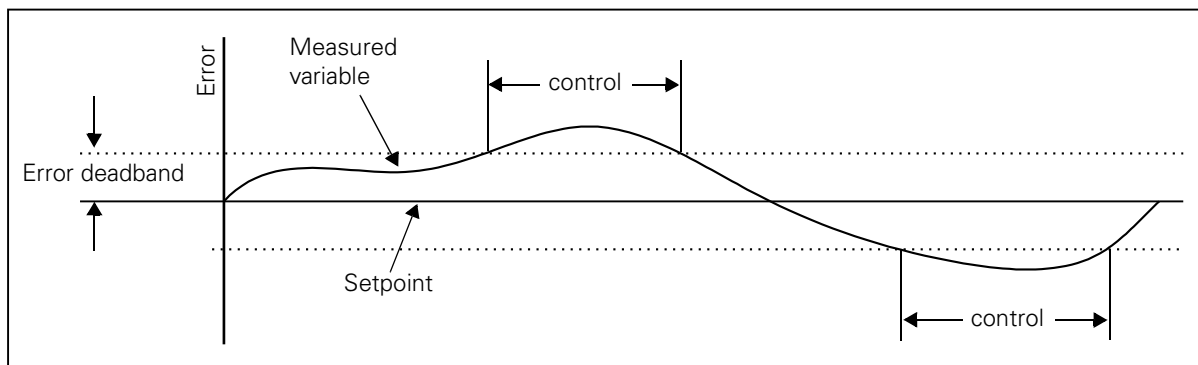 Error
Measured
variable
control
Error deadband
Setpoint
control